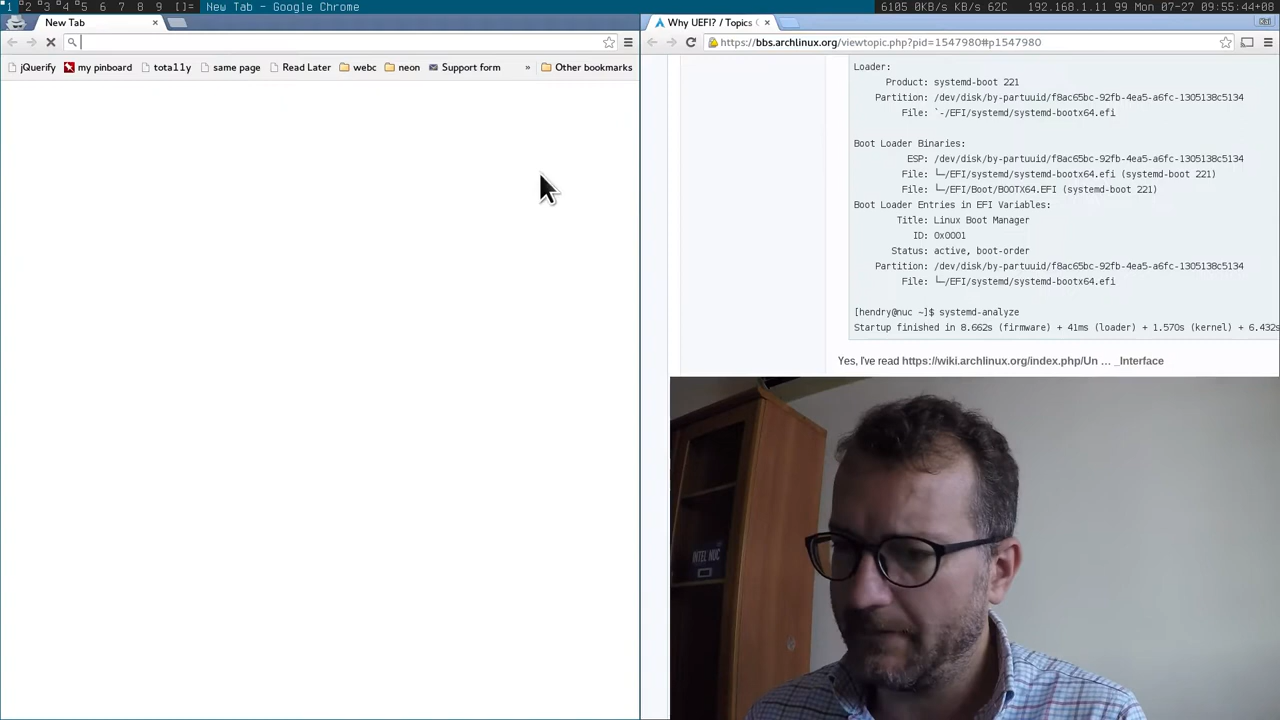 1 2 3 4 5 6 7 8 9 []= New Tab - Google Chrome
6105 0KB/s KB/s 62C 192.168.1.11 99 Mon 07-27 09:55:44+08
New Tab
jQuerify my pinboard tota11y same page Read Later webc neon Support form » Other bookmarks
Why UEFI? / Topics (
Kai
https://bbs.archlinux.org/viewtopic.php?pid=1547980#p1547980
Loader:
Product: systemd-boot 221
Partition: /dev/disk/by-partuuid/f8ac65bc-92fb-4ea5-a6fc-1305138c5134
File: `-/EFI/systemd/systemd-bootx64.efi
Boot Loader Binaries:
ESP: /dev/disk/by-partuuid/f8ac65bc-92fb-4ea5-a6fc-1305138c5134
File: └─/EFI/systemd/systemd-bootx64.efi (systemd-boot 221)
File: └─/EFI/Boot/BOOTX64.EFI (systemd-boot 221)
Boot Loader Entries in EFI Variables:
Title: Linux Boot Manager
ID: 0x0001
Status: active, boot-order
Partition: /dev/disk/by-partuuid/f8ac65bc-92fb-4ea5-a6fc-1305138c5134
File: └─/EFI/systemd/systemd-bootx64.efi
[hendry@nuc ~]$ systemd-analyze
Startup finished in 8.662s (firmware) + 41ms (loader) + 1.570s (kernel) + 6.432s
Yes, I've read https://wiki.archlinux.org/index.php/Un … _Interface
INTEL NUC